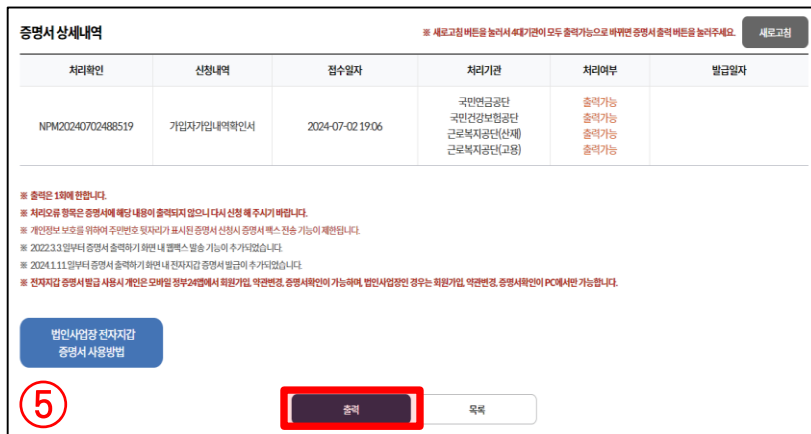 증명서 상세내역
※ 새로고침 버튼을 눌러서 4대기관이 모두 출력가능으로 바뀌면 증명서 출력 버튼을 눌러주세요.
새로고침
처리확인 신청내역 접수일자 처리기관 처리여부 발급일자
국민연금공단 출력가능
국민건강보험공단 출력가능
NPM20240702488519 가입자가입내역확인서 2024-07-02 19:06
근로복지공단(산재) 출력가능
근로복지공단(고용) 출력가능
※ 출력은 1회에 한합니다.
※ 처리오류 항목은 증명서에 해당 내용이 출력되지 않으니 다시 신청 해 주시기 바랍니다.
※ 개인정보 보호를 위하여 주민번호 뒷자리가 표시된 증명서 신청시 증명서 팩스 전송 기능이 제한됩니다.
※ 2022.3.3.일부터 증명서 출력하기 화면 내 웹팩스 발송 기능이 추가되었습니다.
※ 2024.1.11.일부터 증명서 출력하기 화면 내 전자지갑 증명서 발급이 추가되었습니다.
※ 전자지갑 증명서 발급 사용시 개인은 모바일 정부24앱에서 회원가입, 약관변경, 증명서확인이 가능하며, 법인사업장인 경우는 회원가입, 약관변경, 증명서확인이 PC에서만 가능합니다.
법인사업장 전자지갑
증명서 사용방법
⑤
출력
목록